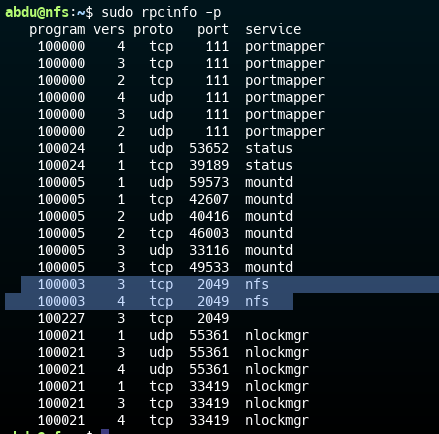 abdu@nfs:~$ sudo rpcinfo -p
program vers proto port service
100000 4 tcp 111 portmapper
100000 3 tcp 111 portmapper
100000 2 tcp 111 portmapper
100000 4 udp 111 portmapper
100000 3 udp 111 portmapper
100000 2 udp 111 portmapper
100024 1 udp 53652 status
100024 1 tcp 39189 status
100005 1 udp 59573 mountd
100005 1 tcp 42607 mountd
100005 2 udp 40416 mountd
100005 2 tcp 46003 mountd
100005 3 udp 33116 mountd
100005 3 tcp 49533 mountd
100003 3 tcp 2049 nfs
100003 4 tcp 2049 nfs
100227 3 tcp 2049
100021 1 udp 55361 nlockmgr
100021 3 udp 55361 nlockmgr
100021 4 udp 55361 nlockmgr
100021 1 tcp 33419 nlockmgr
100021 3 tcp 33419 nlockmgr
100021 4 tcp 33419 nlockmgr
abdu@nfs:~$